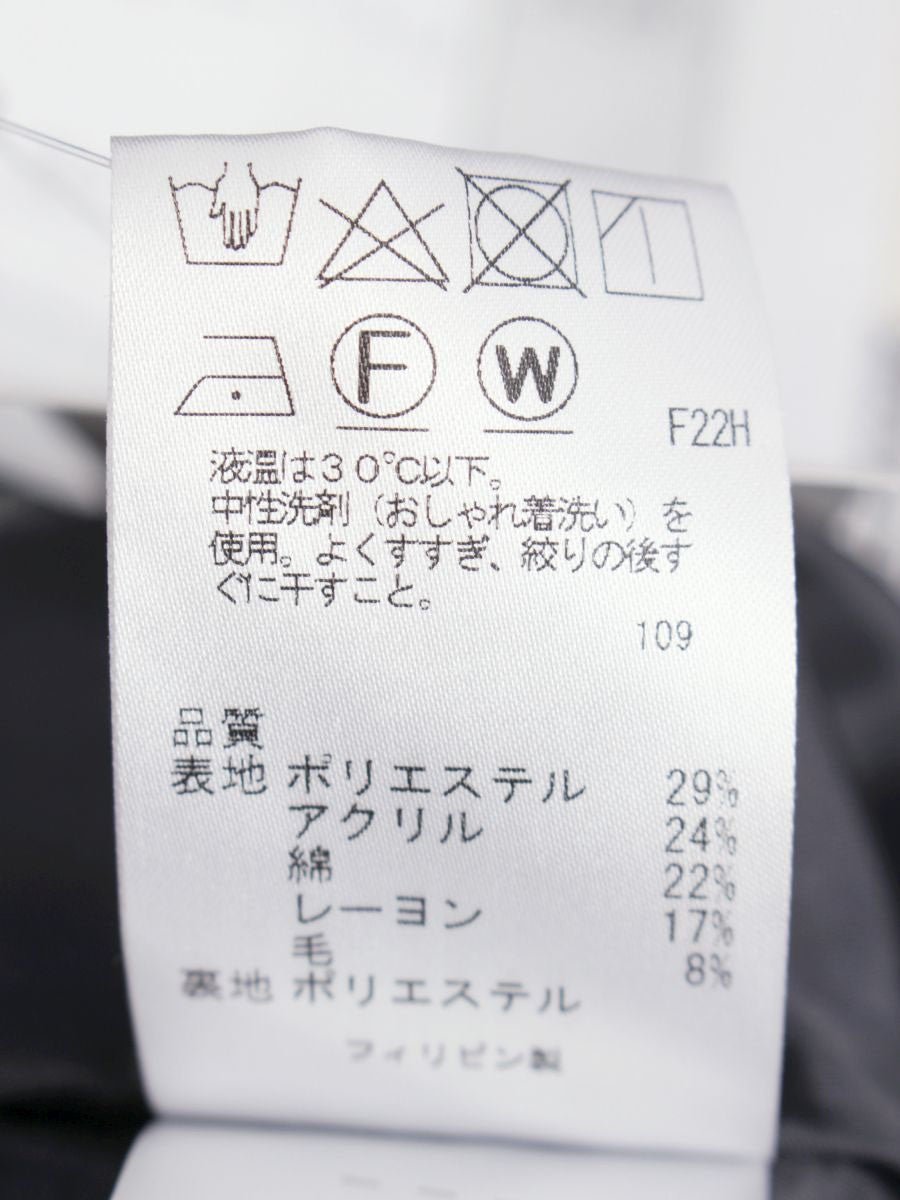 F
W
F22H
液温は30℃以下。
中性洗剤（おしゃれ着洗い）を
使用。よくすすぎ、絞りの後す
ぐに干すこと。
109
品質
表地 ポリエステル 29%
アクリル 24%
綿 22%
レーヨン 17%
毛 8%
裏地 ポリエステル
フィリピン製